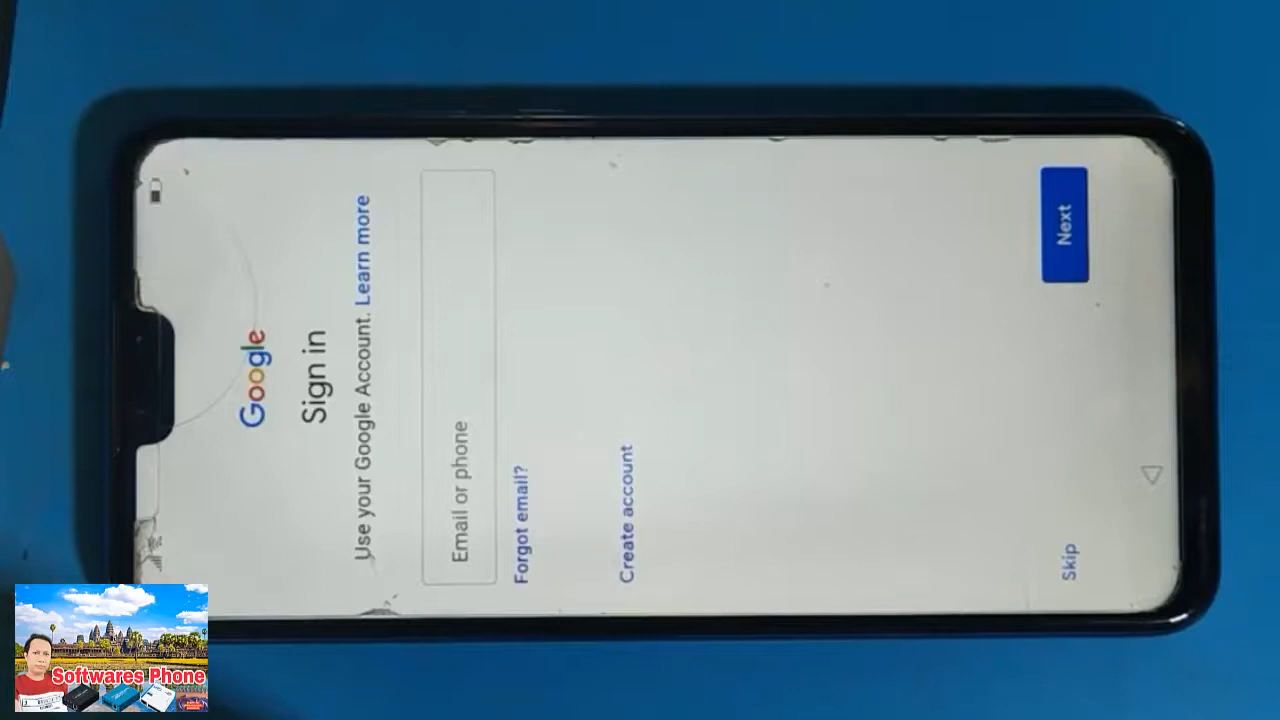 Google
Sign in
Use your Google Account. Learn more
Email or phone
Forgot email?
Create account
Skip
Next
Softwares Phone